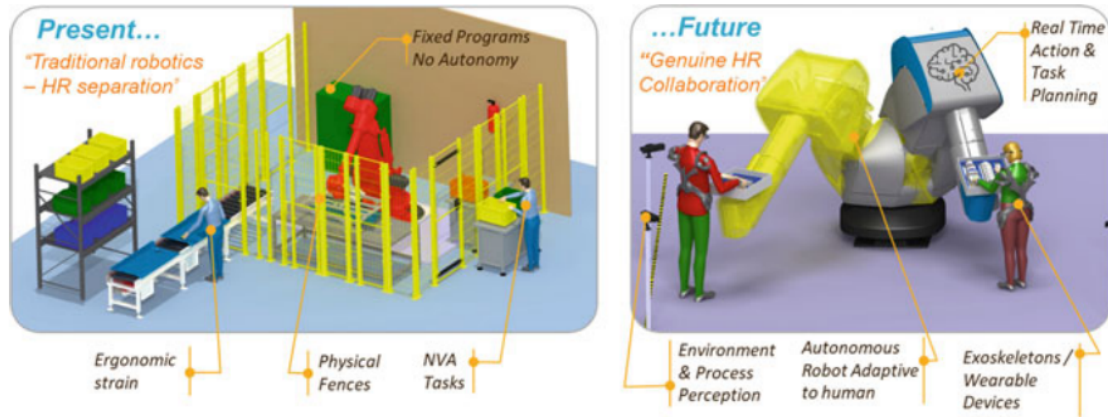 Present...
"Traditional robotics
– HR separation"
Fixed Programs
No Autonomy
Ergonomic
strain
Physical
Fences
NVA
Tasks
...Future
"Genuine HR
Collaboration"
Real Time
Action &
Task
Planning
Environment
& Process
Perception
Autonomous
Robot Adaptive
to human
Exoskeletons /
Wearable
Devices